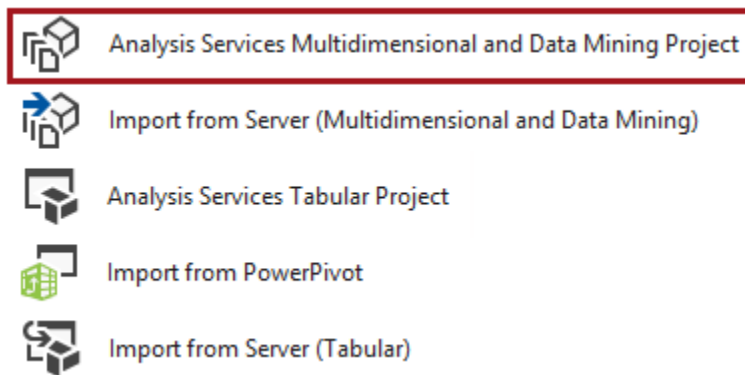 Analysis Services Multidimensional and Data Mining Project
Import from Server (Multidimensional and Data Mining)
Analysis Services Tabular Project
Import from PowerPivot
Import from Server (Tabular)